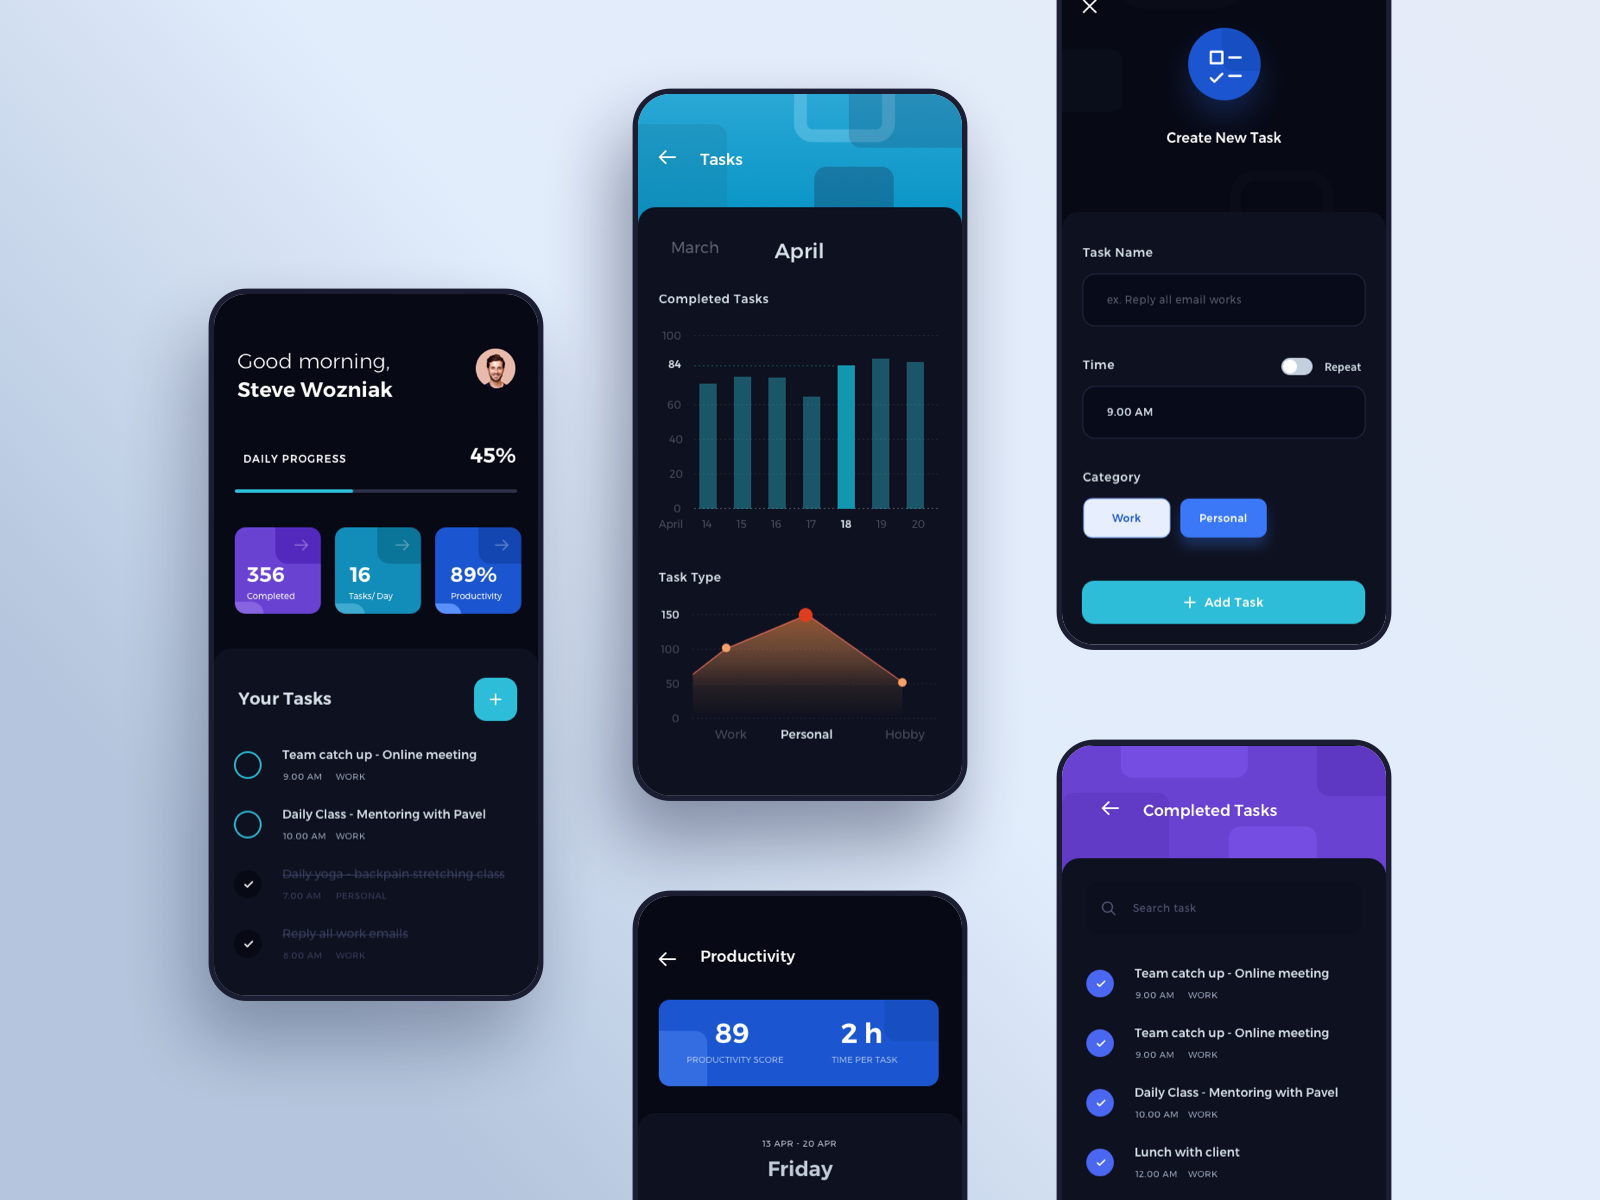 Good morning,
Steve Wozniak
DAILY PROGRESS
45%
356
Completed
16
Tasks/ Day
89%
Productivity
Your Tasks
+
Team catch up - Online meeting
9.00 AM WORK
Daily Class - Mentoring with Pavel
10.00 AM WORK
Daily yoga - backpain stretching class
7.00 AM PERSONAL
Reply all work emails
8.00 AM WORK
Tasks
March April
Completed Tasks
100
84
60
40
20
0
April 14 15 16 17 18 19 20
Task Type
150
100
50
0
Work Personal Hobby
Productivity
89
PRODUCTIVITY SCORE
2 h
TIME PER TASK
13 APR - 20 APR
Friday
Create New Task
Task Name
ex. Reply all email works
Time
Repeat
9.00 AM
Category
Work Personal
+ Add Task
Completed Tasks
Search task
Team catch up - Online meeting
9.00 AM WORK
Team catch up - Online meeting
9.00 AM WORK
Daily Class - Mentoring with Pavel
10.00 AM WORK
Lunch with client
12.00 AM WORK